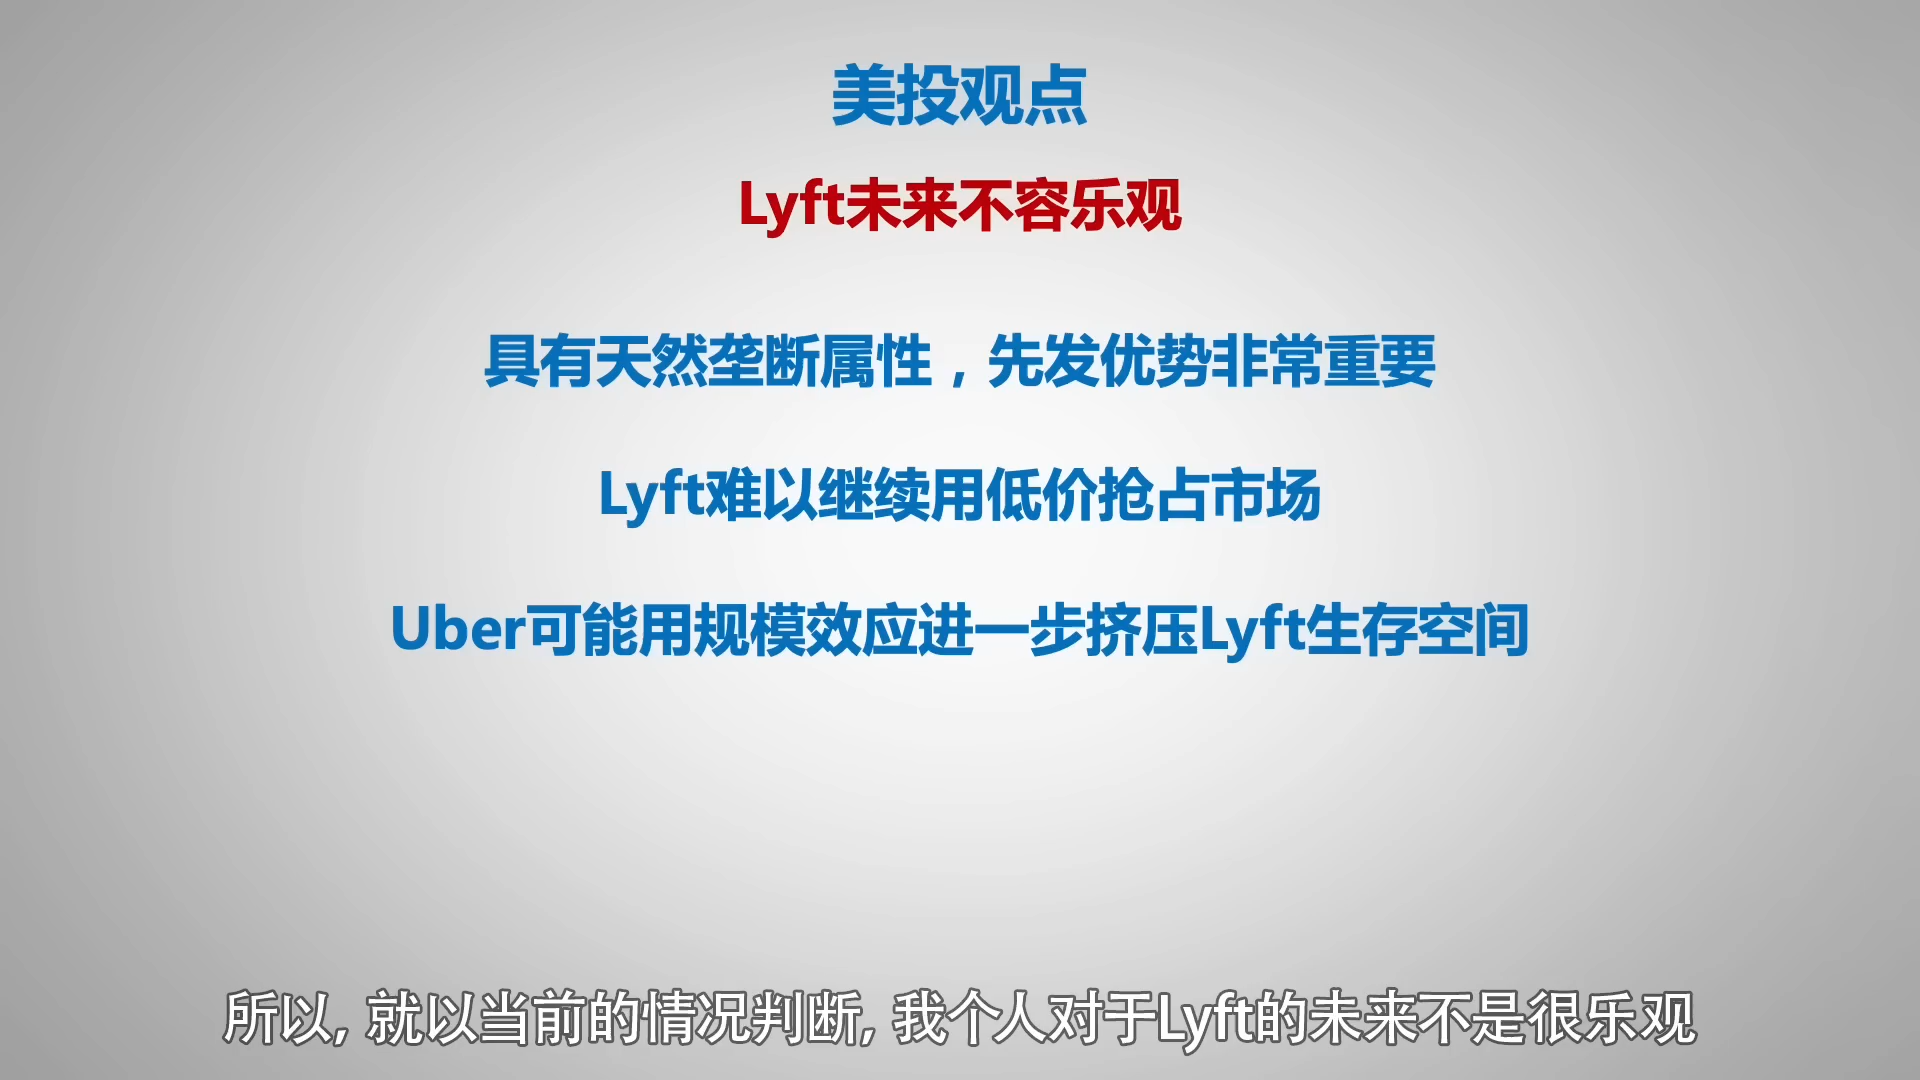 美投观点
Lyft未来不容乐观
具有天然垄断属性，先发优势非常重要
Lyft难以继续用低价抢占市场
Uber可能用规模效应进一步挤压Lyft生存空间
所以, 就以当前的情况判断, 我个人对于Lyft的未来不是很乐观